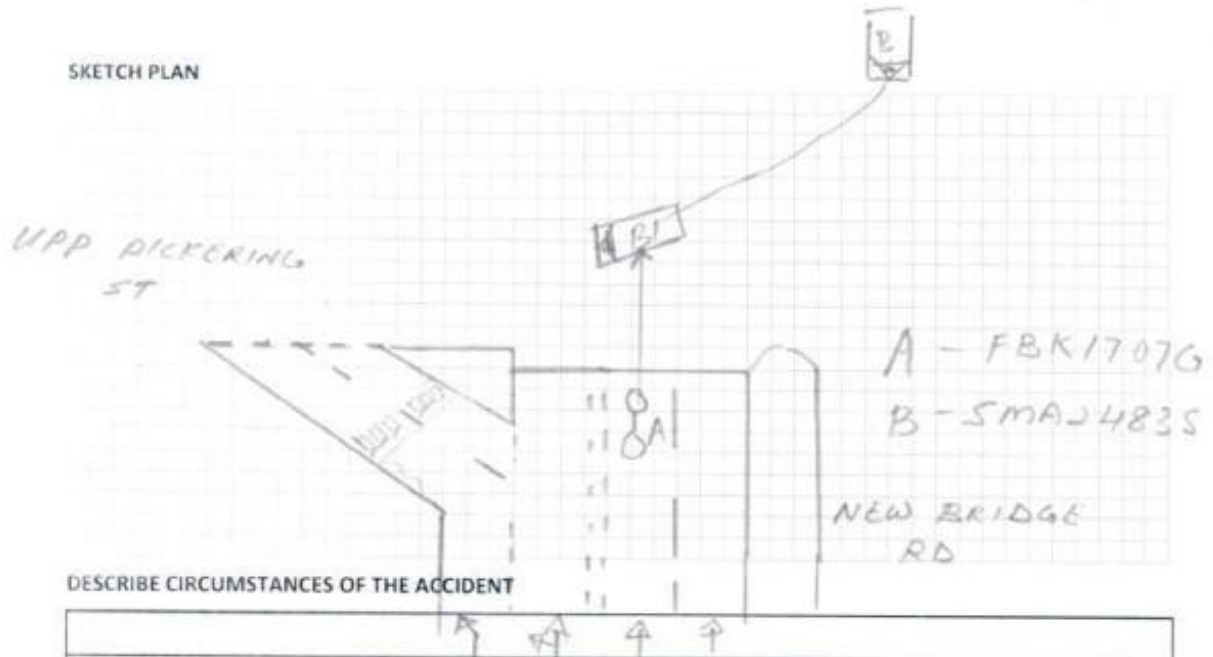 SKETCH PLAN
B
B1
UPP PICKERING
ST
A - FBK1707G
B - SMA2483S
A
NEW BRIDGE
RD
DESCRIBE CIRCUMSTANCES OF THE ACCIDENT